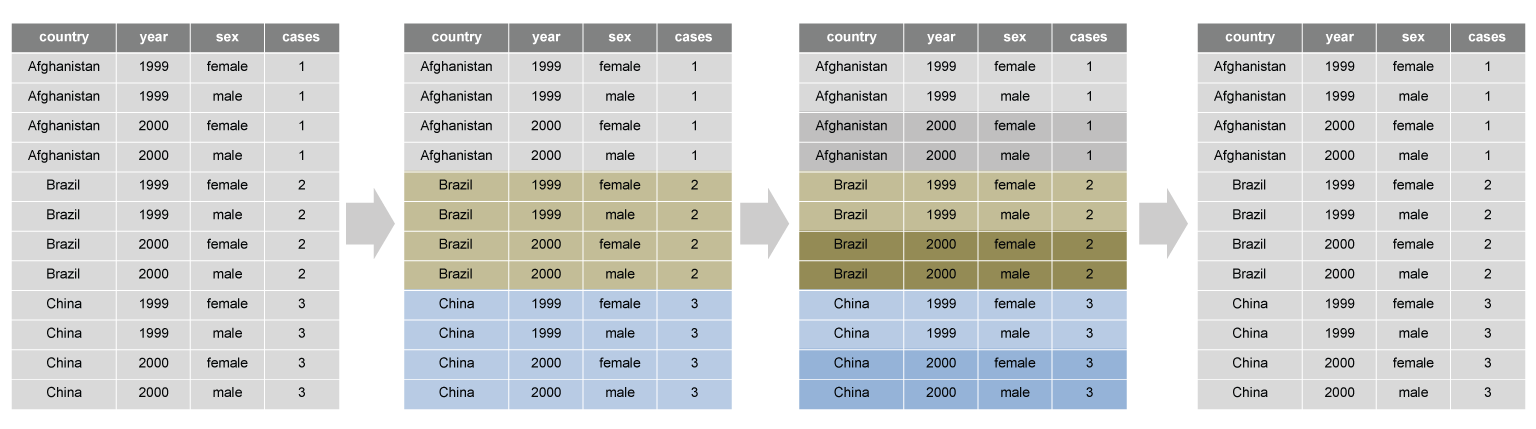 country year sex cases
Afghanistan 1999 female 1
Afghanistan 1999 male 1
Afghanistan 2000 female 1
Afghanistan 2000 male 1
Brazil 1999 female 2
Brazil 1999 male 2
Brazil 2000 female 2
Brazil 2000 male 2
China 1999 female 3
China 1999 male 3
China 2000 female 3
China 2000 male 3
country year sex cases
Afghanistan 1999 female 1
Afghanistan 1999 male 1
Afghanistan 2000 female 1
Afghanistan 2000 male 1
Brazil 1999 female 2
Brazil 1999 male 2
Brazil 2000 female 2
Brazil 2000 male 2
China 1999 female 3
China 1999 male 3
China 2000 female 3
China 2000 male 3
country year sex cases
Afghanistan 1999 female 1
Afghanistan 1999 male 1
Afghanistan 2000 female 1
Afghanistan 2000 male 1
Brazil 1999 female 2
Brazil 1999 male 2
Brazil 2000 female 2
Brazil 2000 male 2
China 1999 female 3
China 1999 male 3
China 2000 female 3
China 2000 male 3
country year sex cases
Afghanistan 1999 female 1
Afghanistan 1999 male 1
Afghanistan 2000 female 1
Afghanistan 2000 male 1
Brazil 1999 female 2
Brazil 1999 male 2
Brazil 2000 female 2
Brazil 2000 male 2
China 1999 female 3
China 1999 male 3
China 2000 female 3
China 2000 male 3